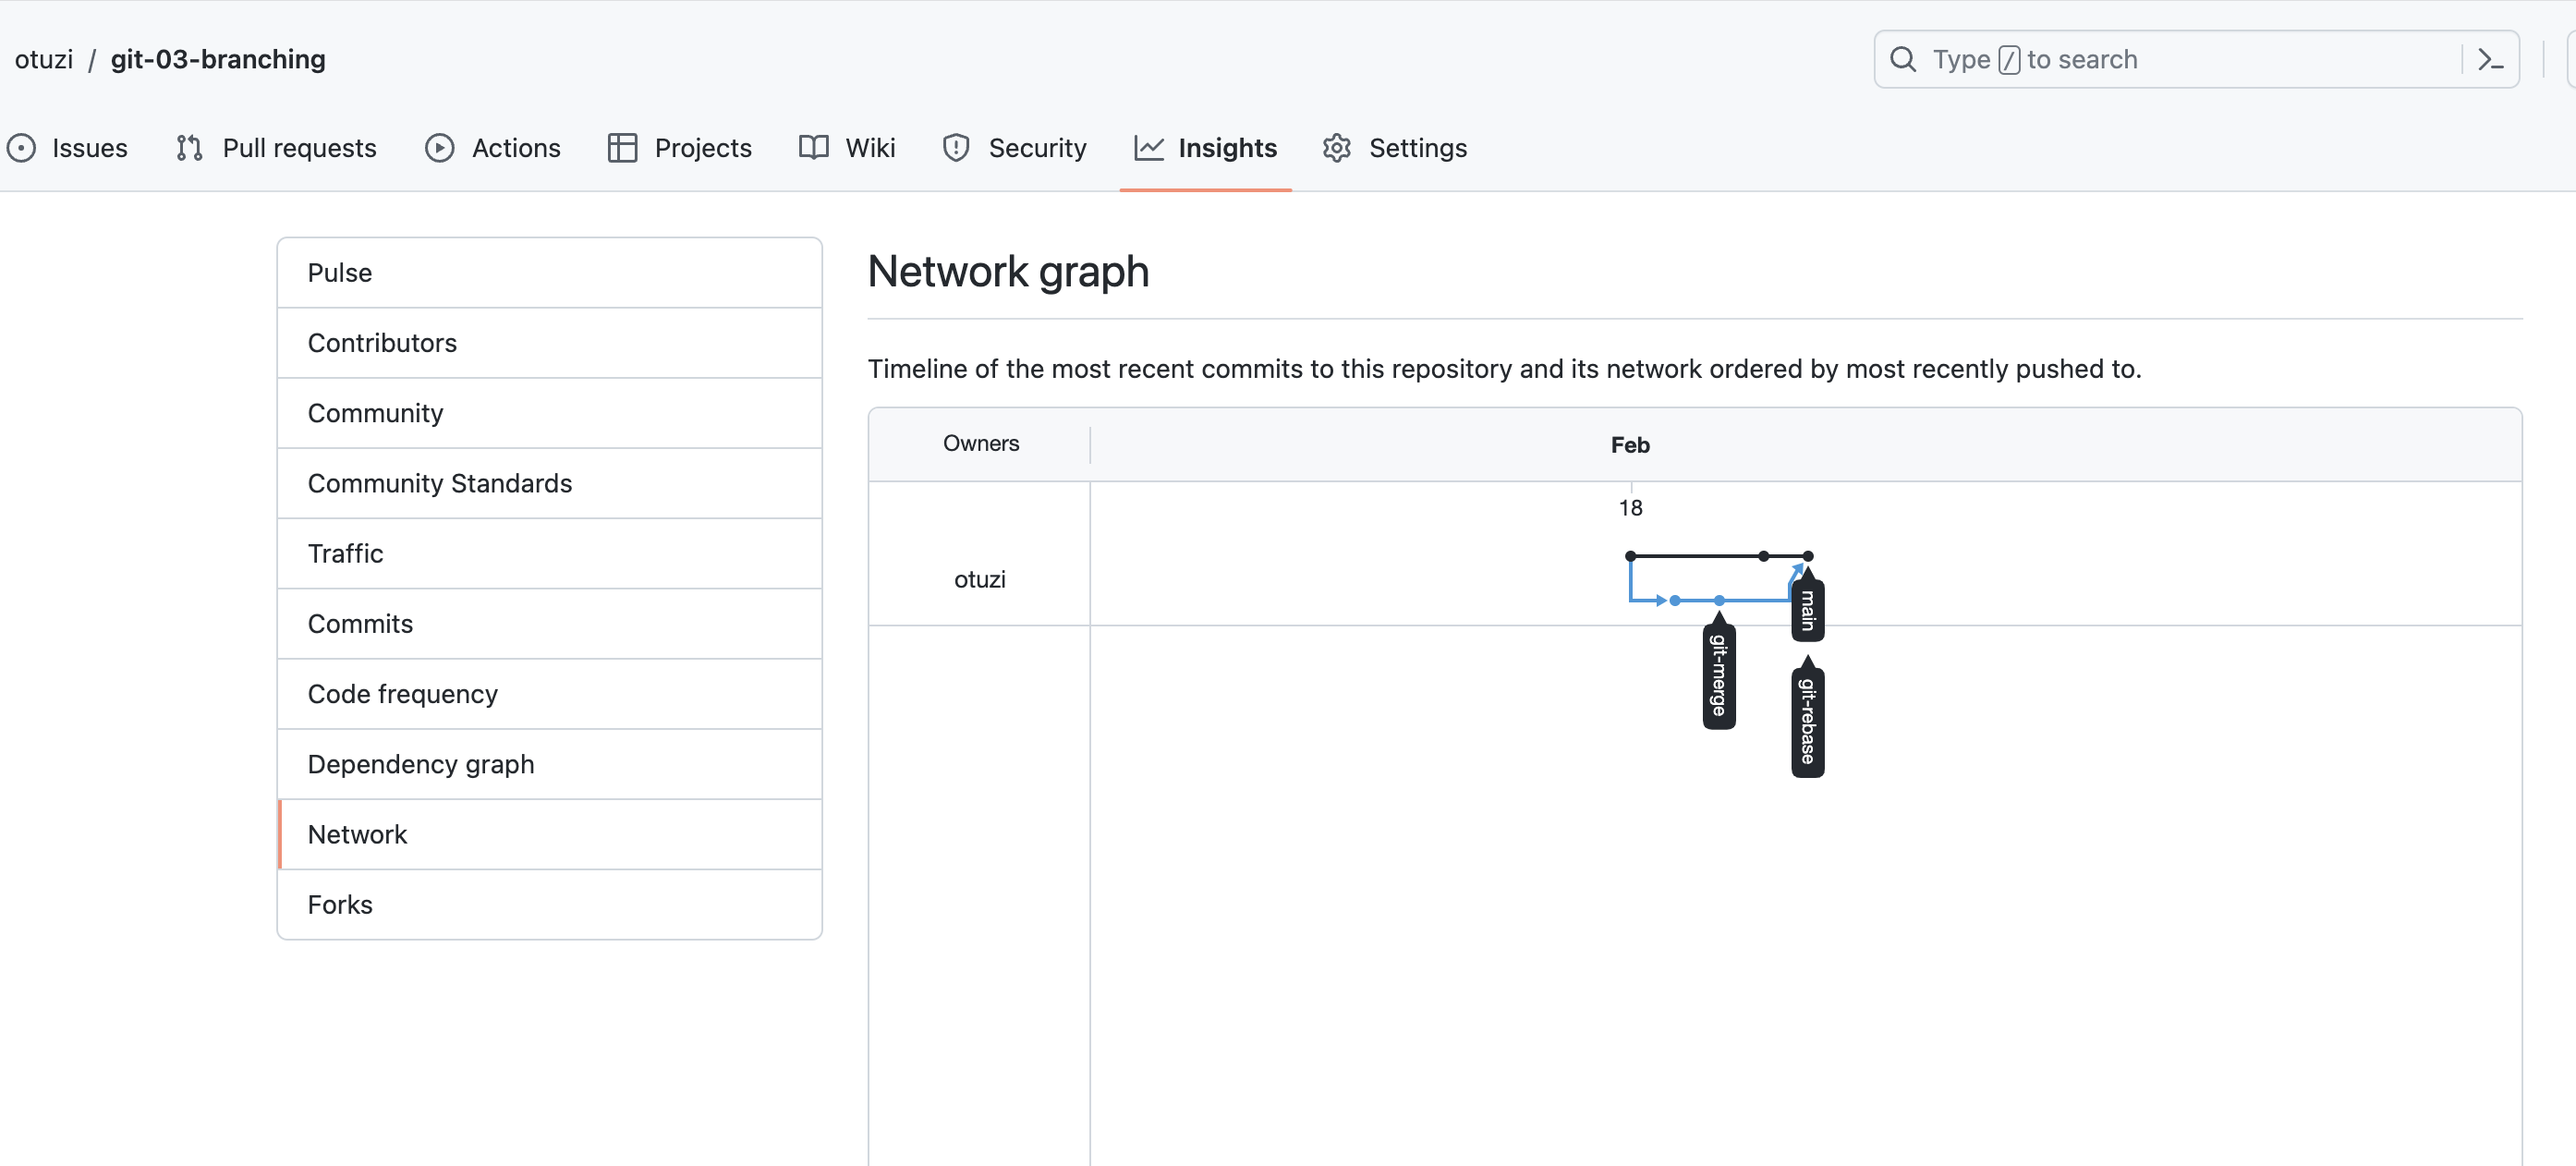 otuzi / git-03-branching
Type / to search
Issues Pull requests Actions Projects Wiki Security Insights Settings
Pulse
Contributors
Community
Community Standards
Traffic
Commits
Code frequency
Dependency graph
Network
Forks
Network graph
Timeline of the most recent commits to this repository and its network ordered by most recently pushed to.
Owners
Feb
18
otuzi
main
git-merge
git-rebase